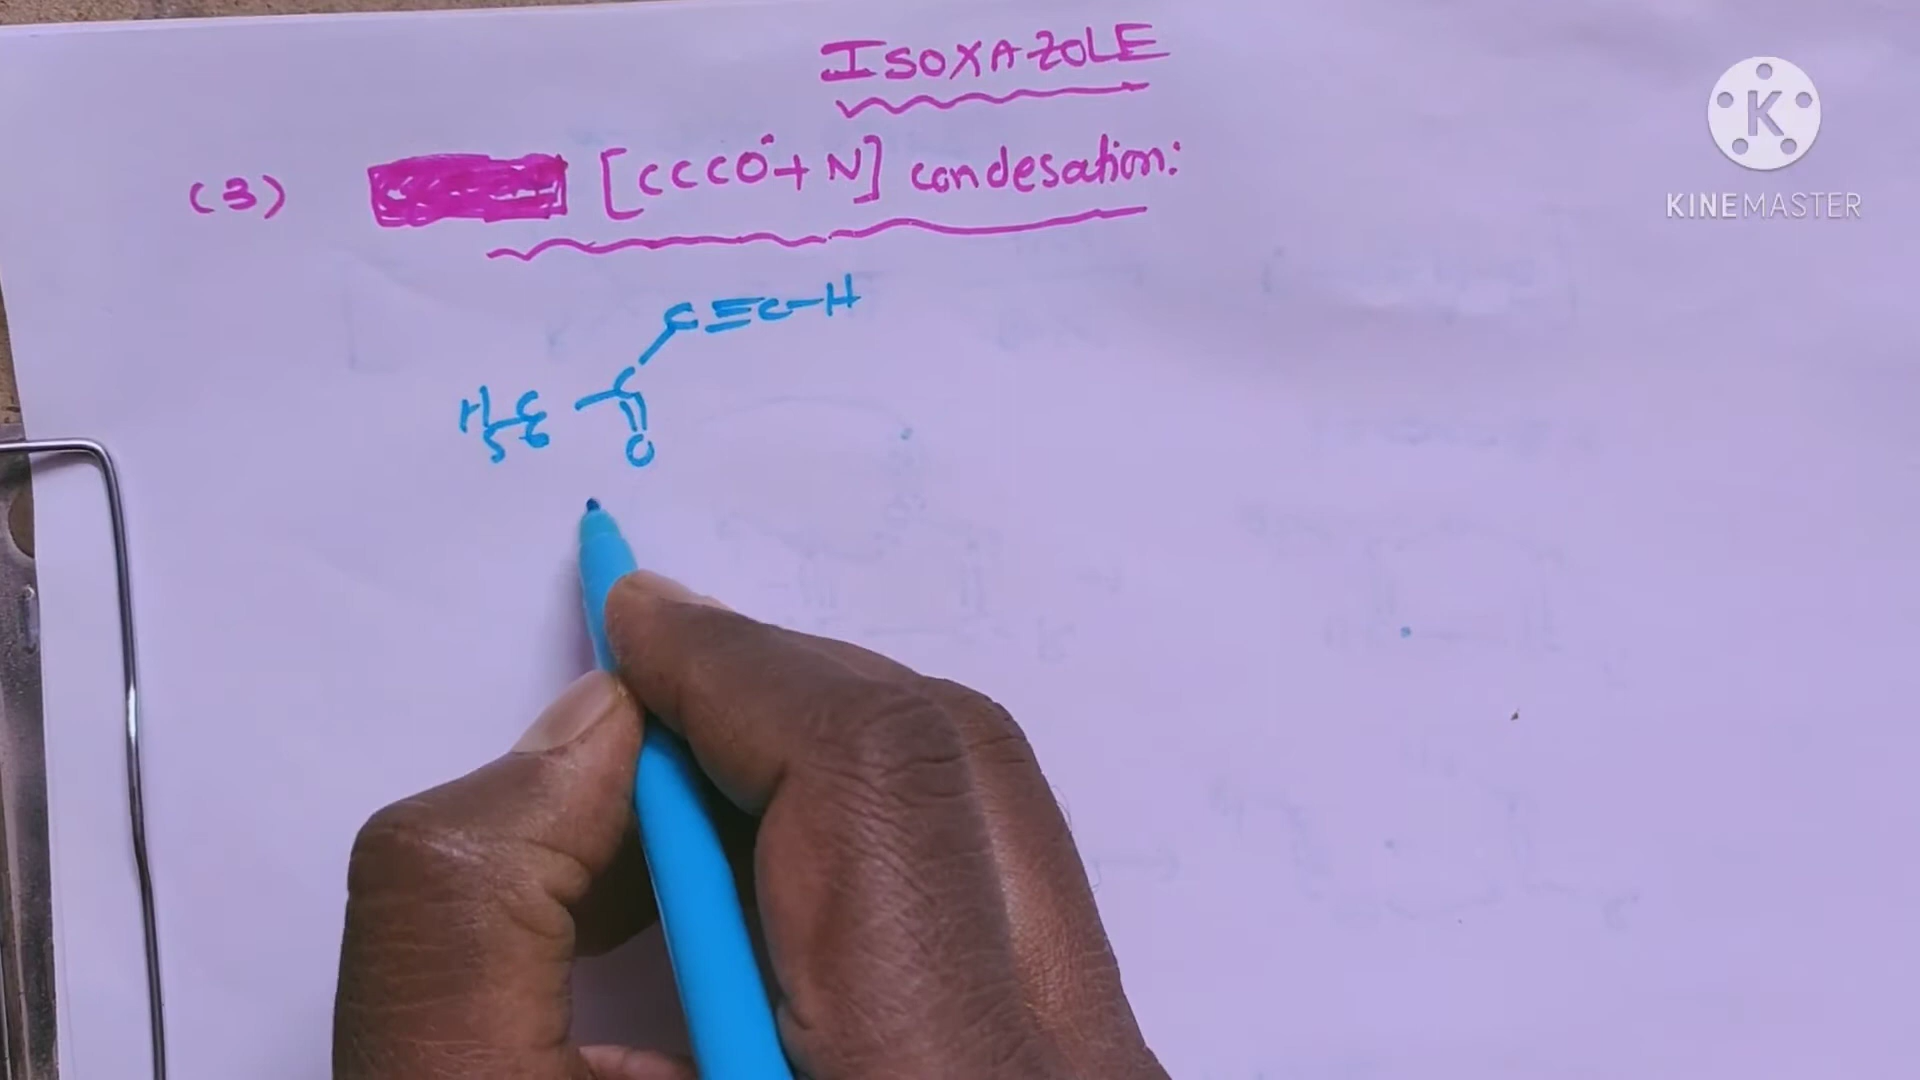 ISOXAZOLE
(3) [CCCO+N] condesation:
C≡C-H
C
H5C6
O
K
KINEMASTER